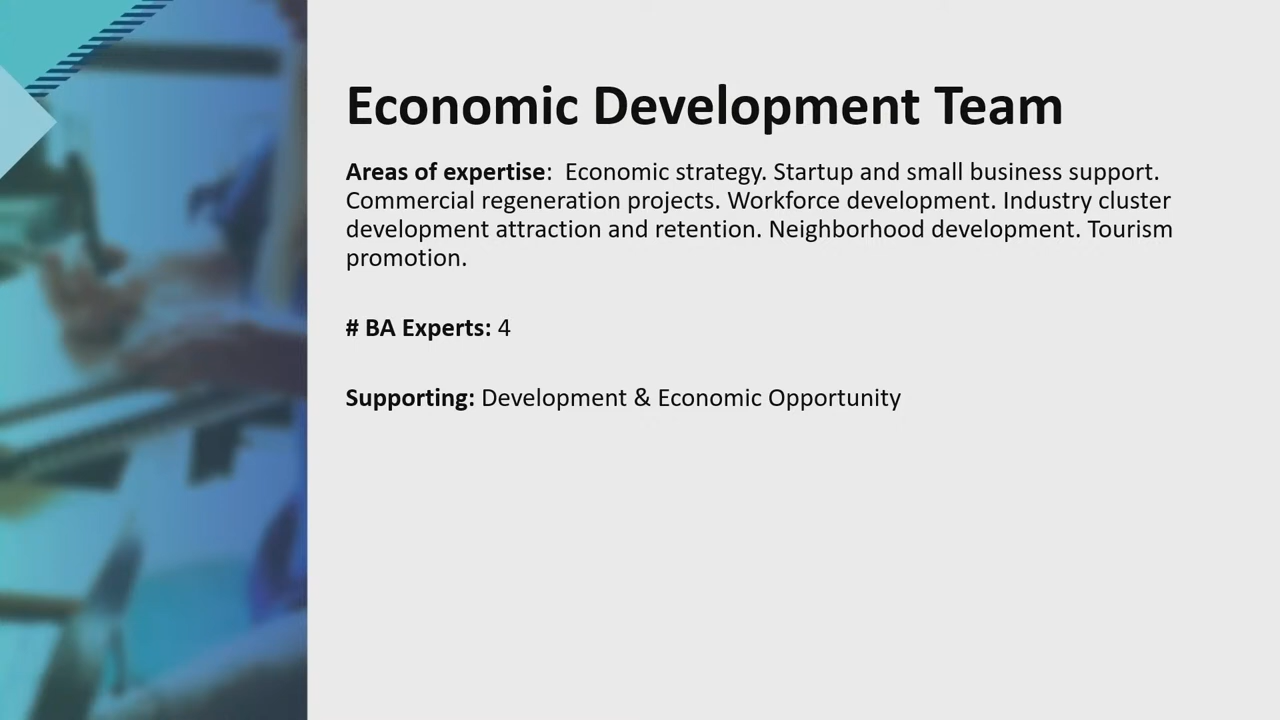 Economic Development Team
Areas of expertise:  Economic strategy. Startup and small business support.
Commercial regeneration projects. Workforce development. Industry cluster
development attraction and retention. Neighborhood development. Tourism
promotion.
# BA Experts: 4
Supporting: Development & Economic Opportunity